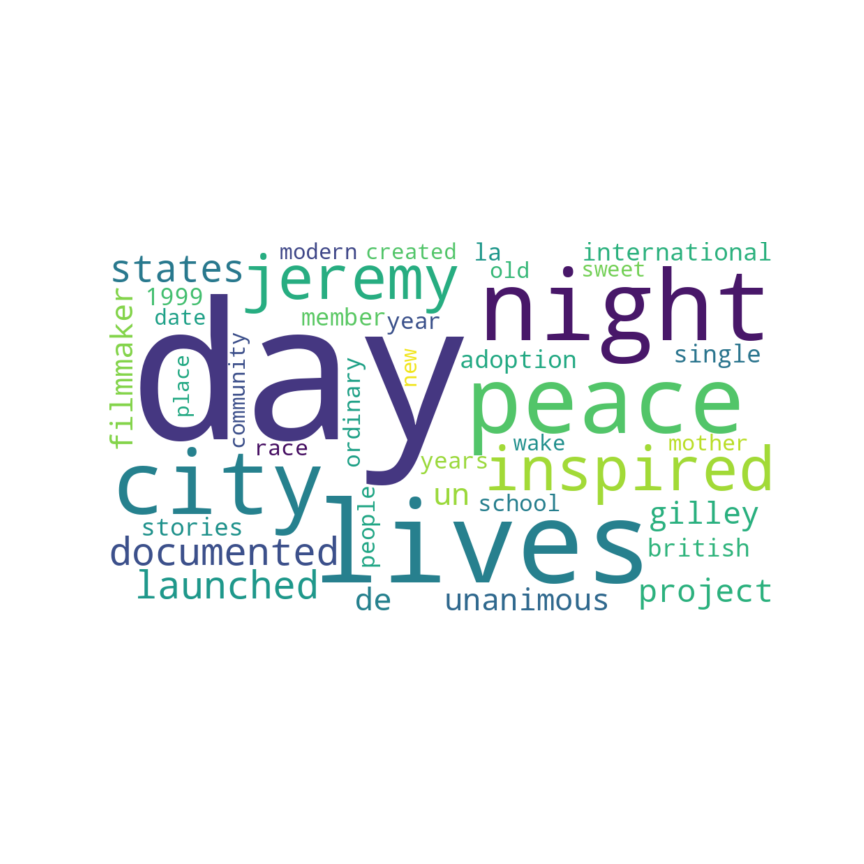 modern
created
la
international
states
jeremy
old
sweet
night
1999
date
member
year
filmmaker
day
place
community
ordinary
new
adoption
single
peace
race
wake
mother
city
years
inspired
lives
un
school
gilley
stories
people
documented
british
launched
de
unanimous
project